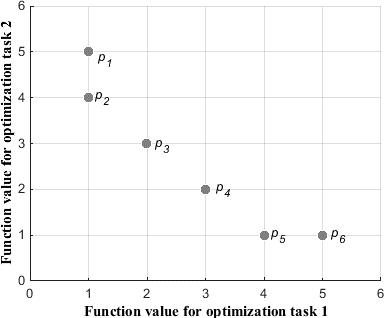 Function value for optimization task 2
6
5
4
3
2
1
0
p1
p2
p3
p4
p5
p6
0 1 2 3 4 5 6
Function value for optimization task 1